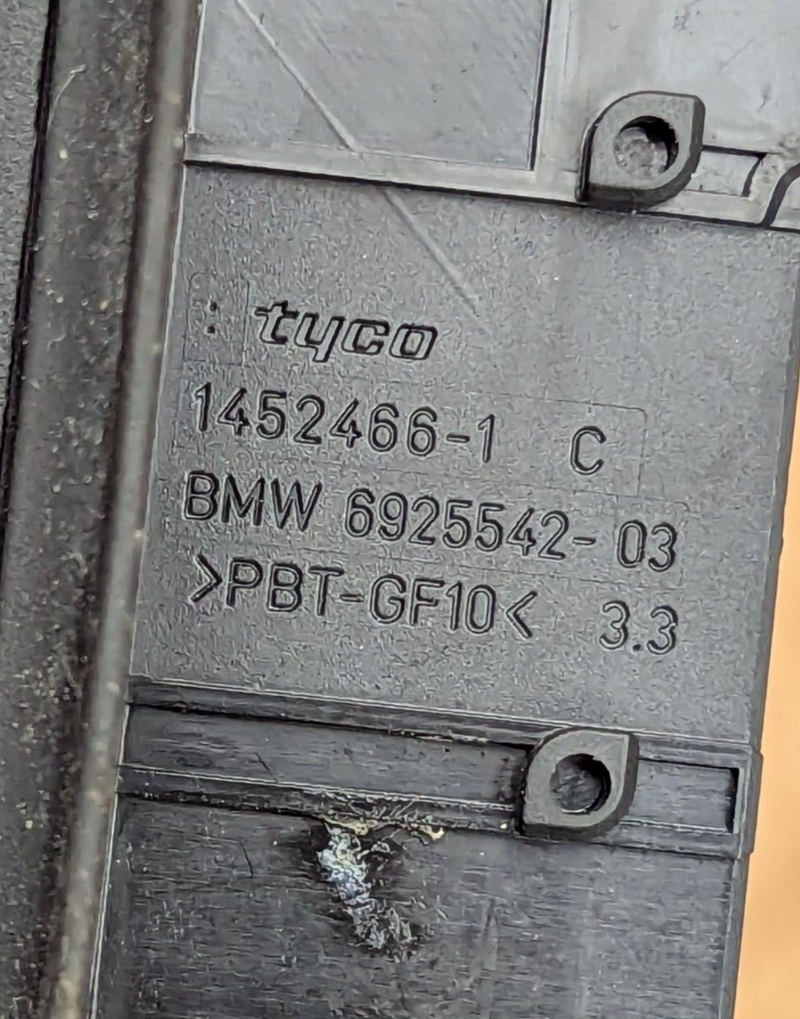 : tyco
1452466-1 C
BMW 6925542-03
>PBT-GF10< 3.3